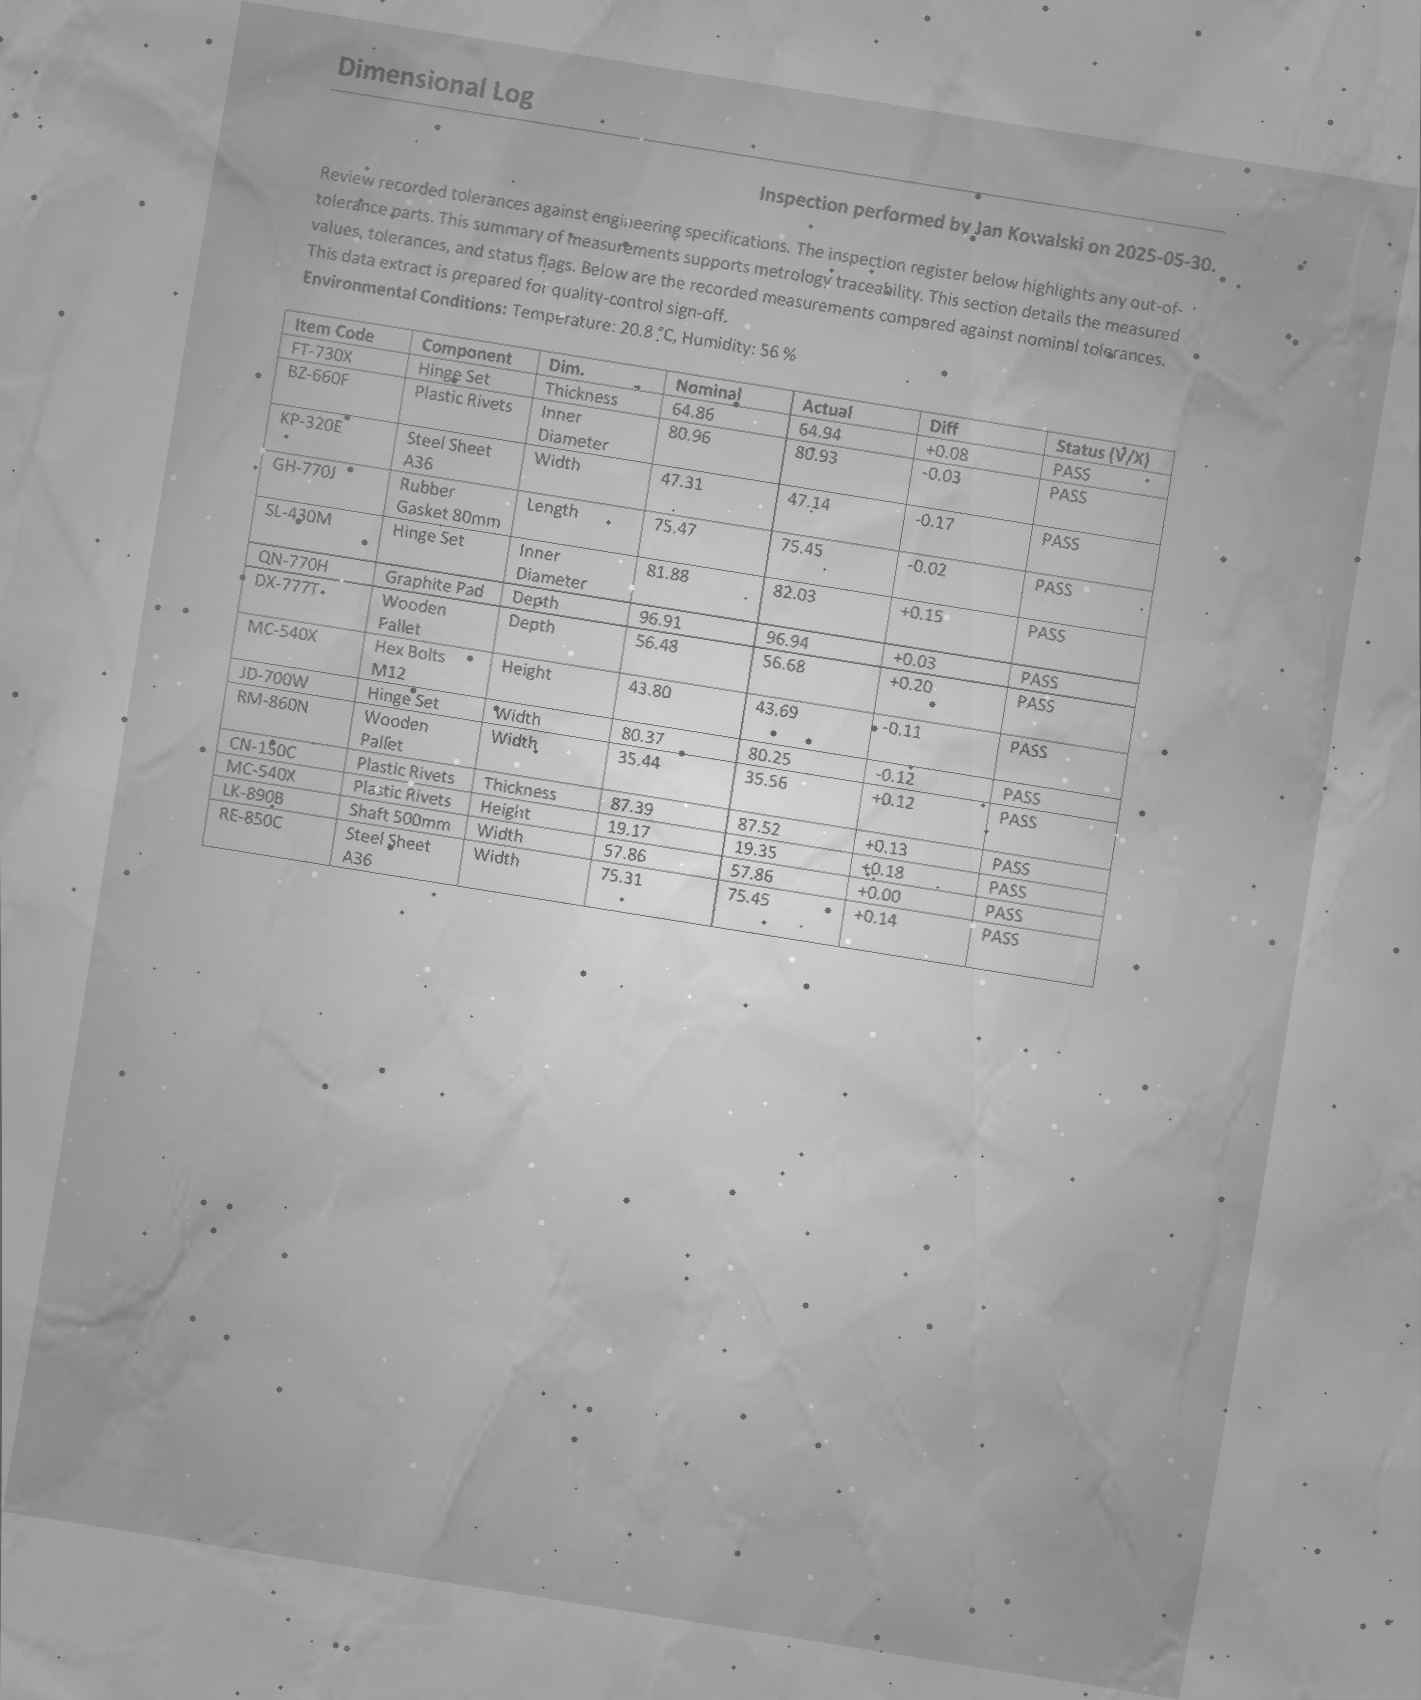 Dimensional Log
Inspection performed by Jan Kowalski on 2025-05-30.
Review recorded tolerances against engineering specifications. The inspection register below highlights any out-of-
tolerance parts. This summary of measurements supports metrology traceability. This section details the measured
values, tolerances, and status flags. Below are the recorded measurements compared against nominal tolerances.
This data extract is prepared for quality-control sign-off.
Environmental Conditions: Temperature: 20.8 °C, Humidity: 56 %
Item Code Component Dim. Nominal Actual Diff Status (√/X)
FT-730X Hinge Set Thickness 64.86 64.94 +0.08 PASS
BZ-660F Plastic Rivets Inner 80.96 80.93 -0.03 PASS
Diameter
KP-320E Steel Sheet Width 47.31 47.14 -0.17 PASS
A36
GH-770J Rubber Length 75.47 75.45 -0.02 PASS
Gasket 80mm
SL-430M Hinge Set Inner 81.88 82.03 +0.15 PASS
Diameter
QN-770H Graphite Pad Depth 96.91 96.94 +0.03 PASS
DX-777T Wooden Depth 56.48 56.68 +0.20 PASS
Pallet
MC-540X Hex Bolts Height 43.80 43.69 -0.11 PASS
M12
JD-700W Hinge Set Width 80.37 80.25 -0.12 PASS
RM-860N Wooden Width 35.44 35.56 +0.12 PASS
Pallet
CN-150C Plastic Rivets Thickness 87.39 87.52 +0.13 PASS
MC-540X Plastic Rivets Height 19.17 19.35 +0.18 PASS
LK-890B Shaft 500mm Width 57.86 57.86 +0.00 PASS
RE-850C Steel Sheet Width 75.31 75.45 +0.14 PASS
A36